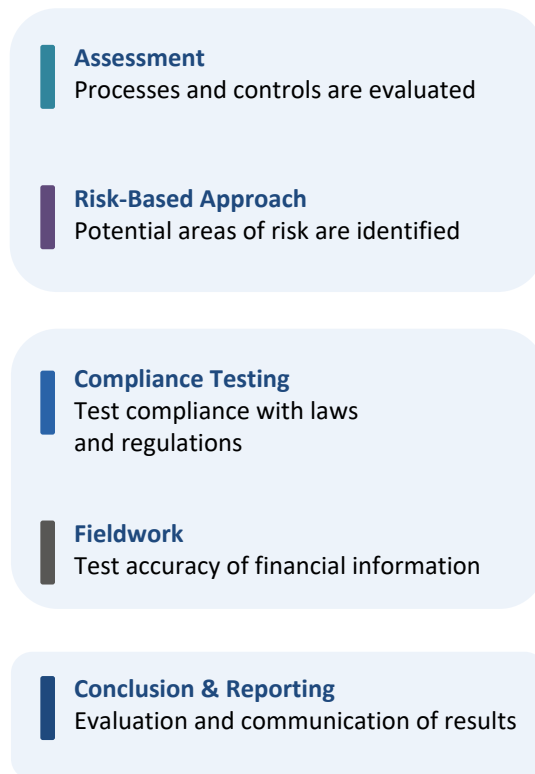 Assessment
Processes and controls are evaluated
Risk-Based Approach
Potential areas of risk are identified
Compliance Testing
Test compliance with laws
and regulations
Fieldwork
Test accuracy of financial information
Conclusion & Reporting
Evaluation and communication of results